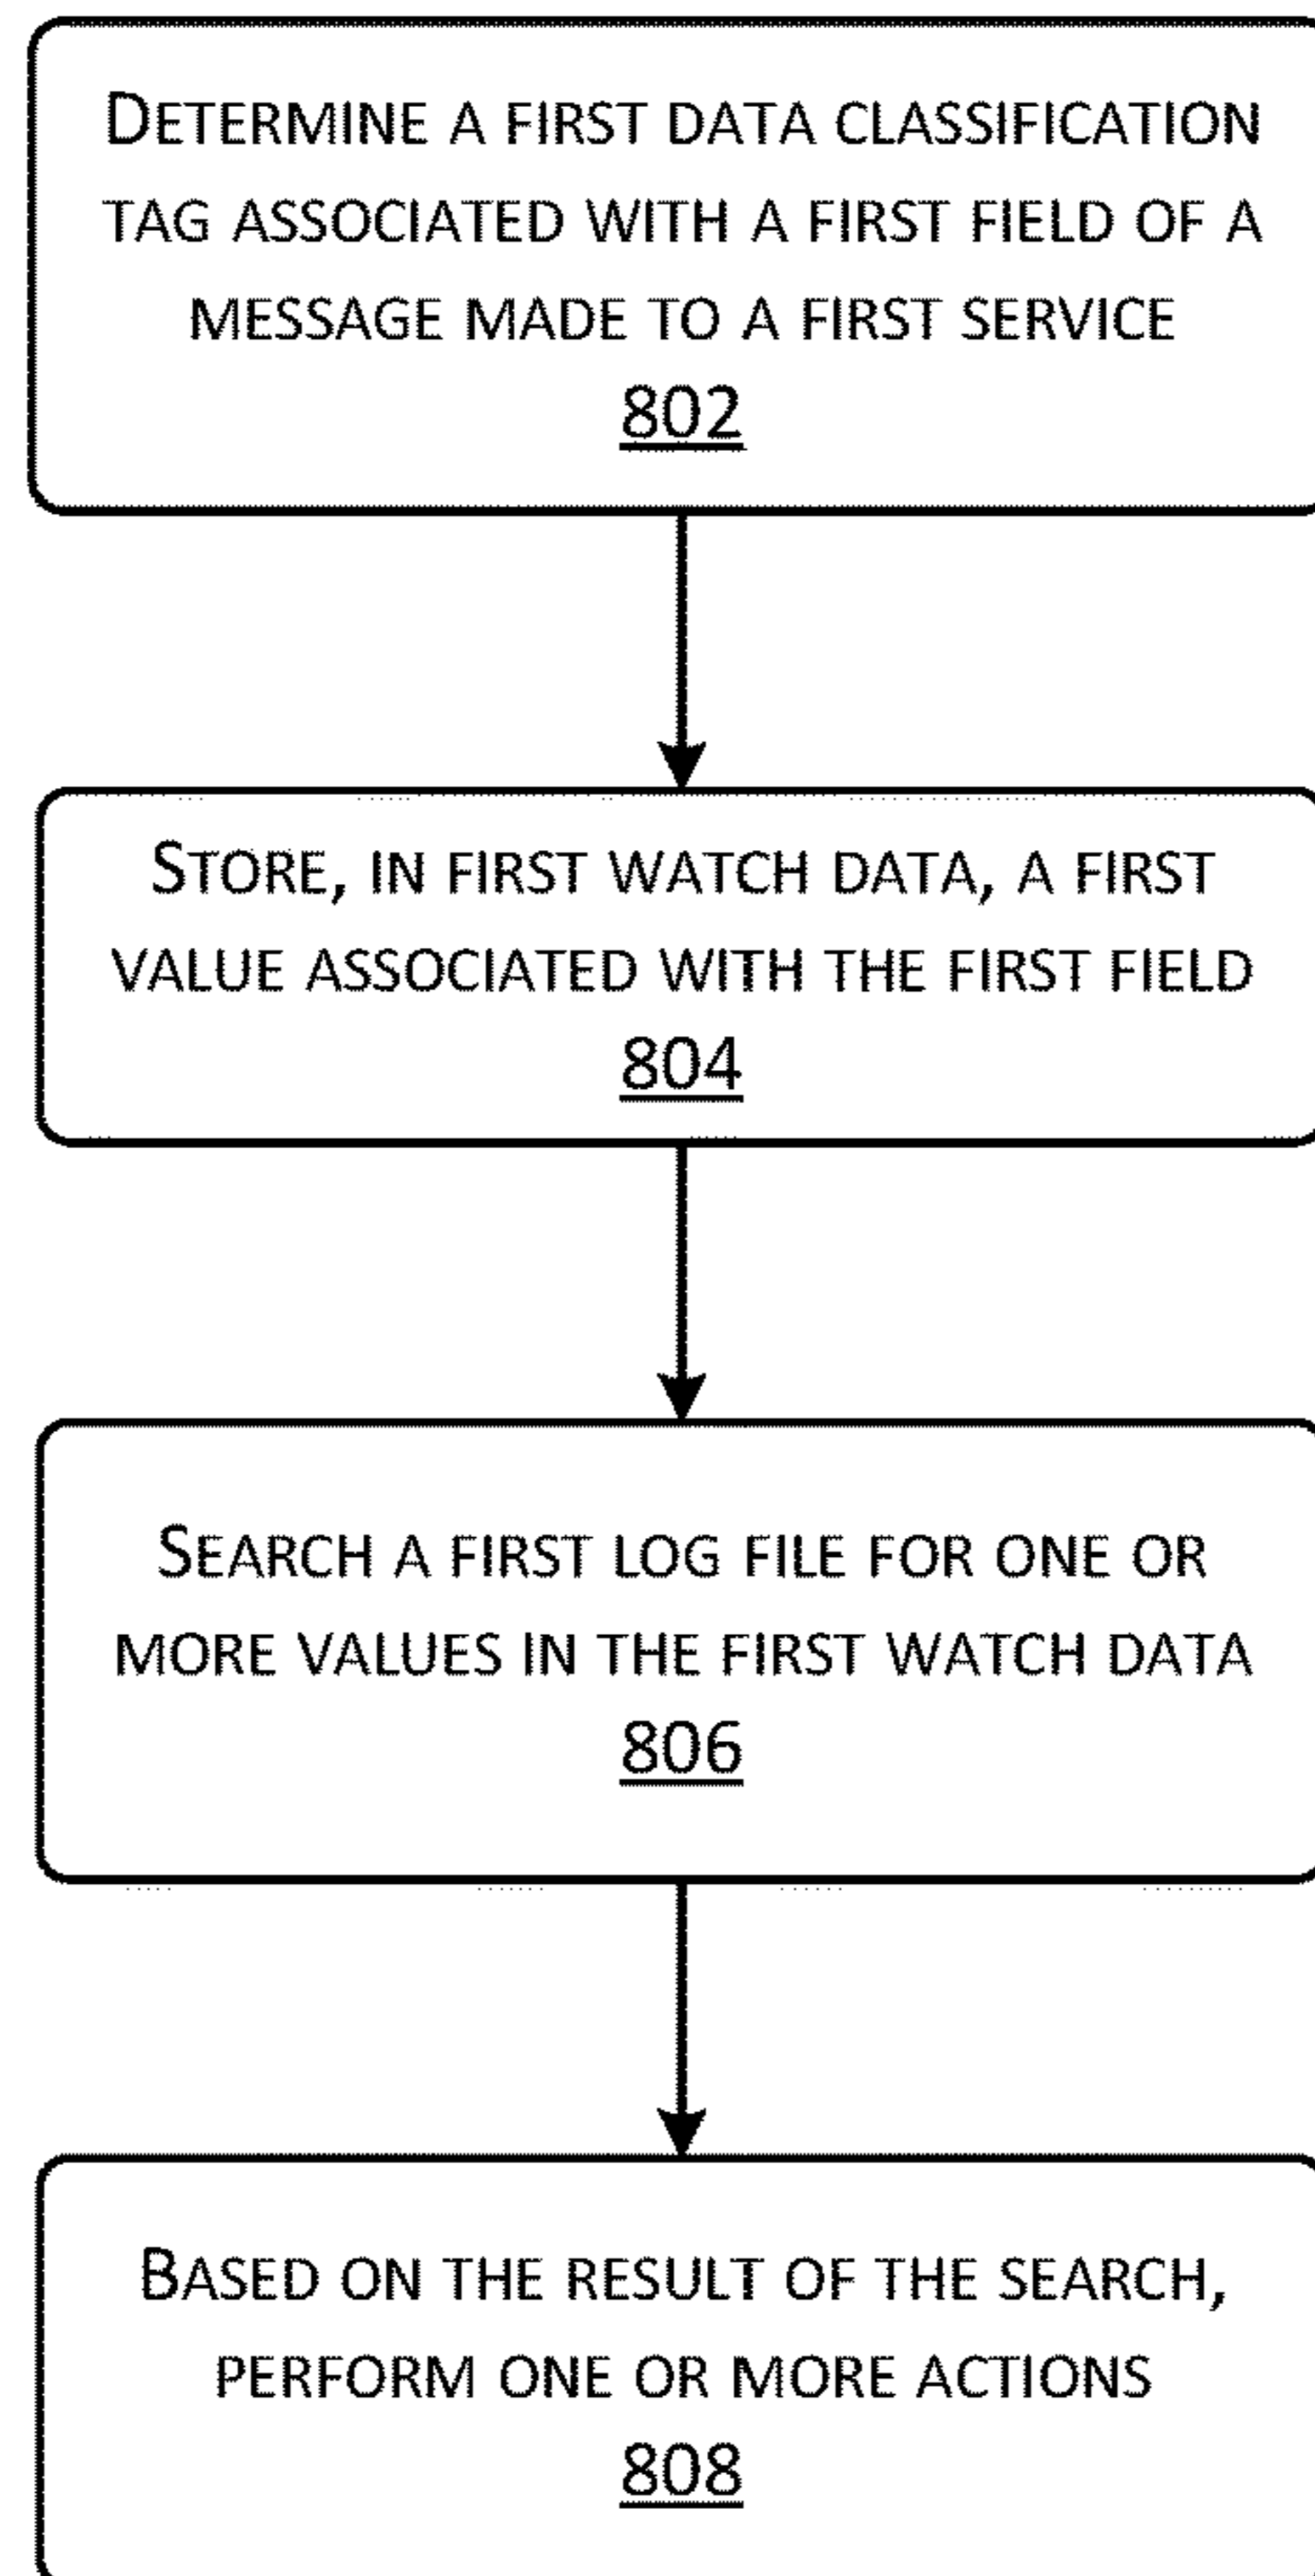 DETERMINE A FIRST DATA CLASSIFICATION
TAG ASSOCIATED WITH A FIRST FIELD OF A
MESSAGE MADE TO A FIRST SERVICE
802
STORE, IN FIRST WATCH DATA, A FIRST
VALUE ASSOCIATED WITH THE FIRST FIELD
804
SEARCH A FIRST LOG FILE FOR ONE OR
MORE VALUES IN THE FIRST WATCH DATA
806
BASED ON THE RESULT OF THE SEARCH,
PERFORM ONE OR MORE ACTIONS
808